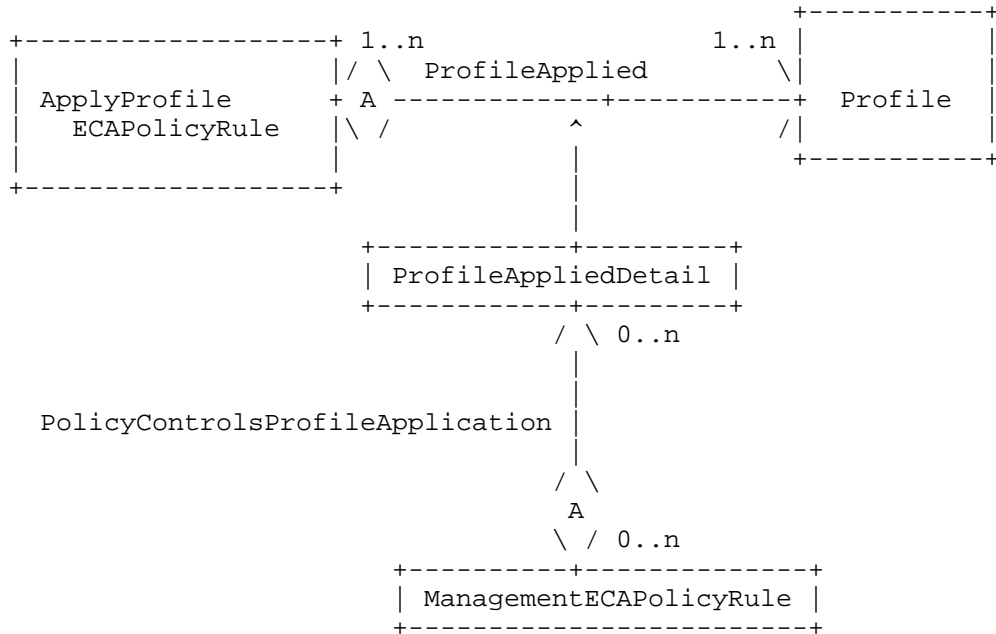 1..n 1..n
ProfileApplied
ApplyProfile A Profile
ECAPolicyRule
ProfileAppliedDetail
0..n
PolicyControlsProfileApplication
A
0..n
ManagementECAPolicyRule